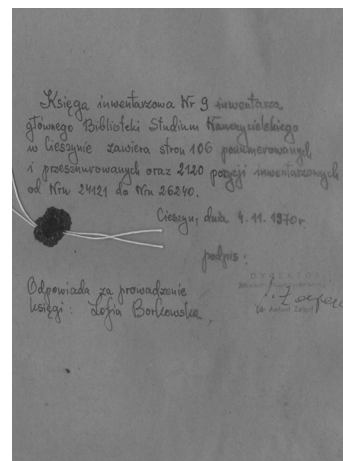 Księga inwentarzowa Nr 9 inwentarza
głównego Biblioteki Studium Nauczycielskiego
w Cieszynie zawiera stron 106 ponumerowanych
i przesznurowanych oraz 2120 pozycji inwentarzowych
od Nru 24121 do Nru 26240.
Cieszyn, dnia 4.11.1970r
podpis:
DYREKTOR
Odpowiada za prowadzenie
księgi: Zofia Borkowska